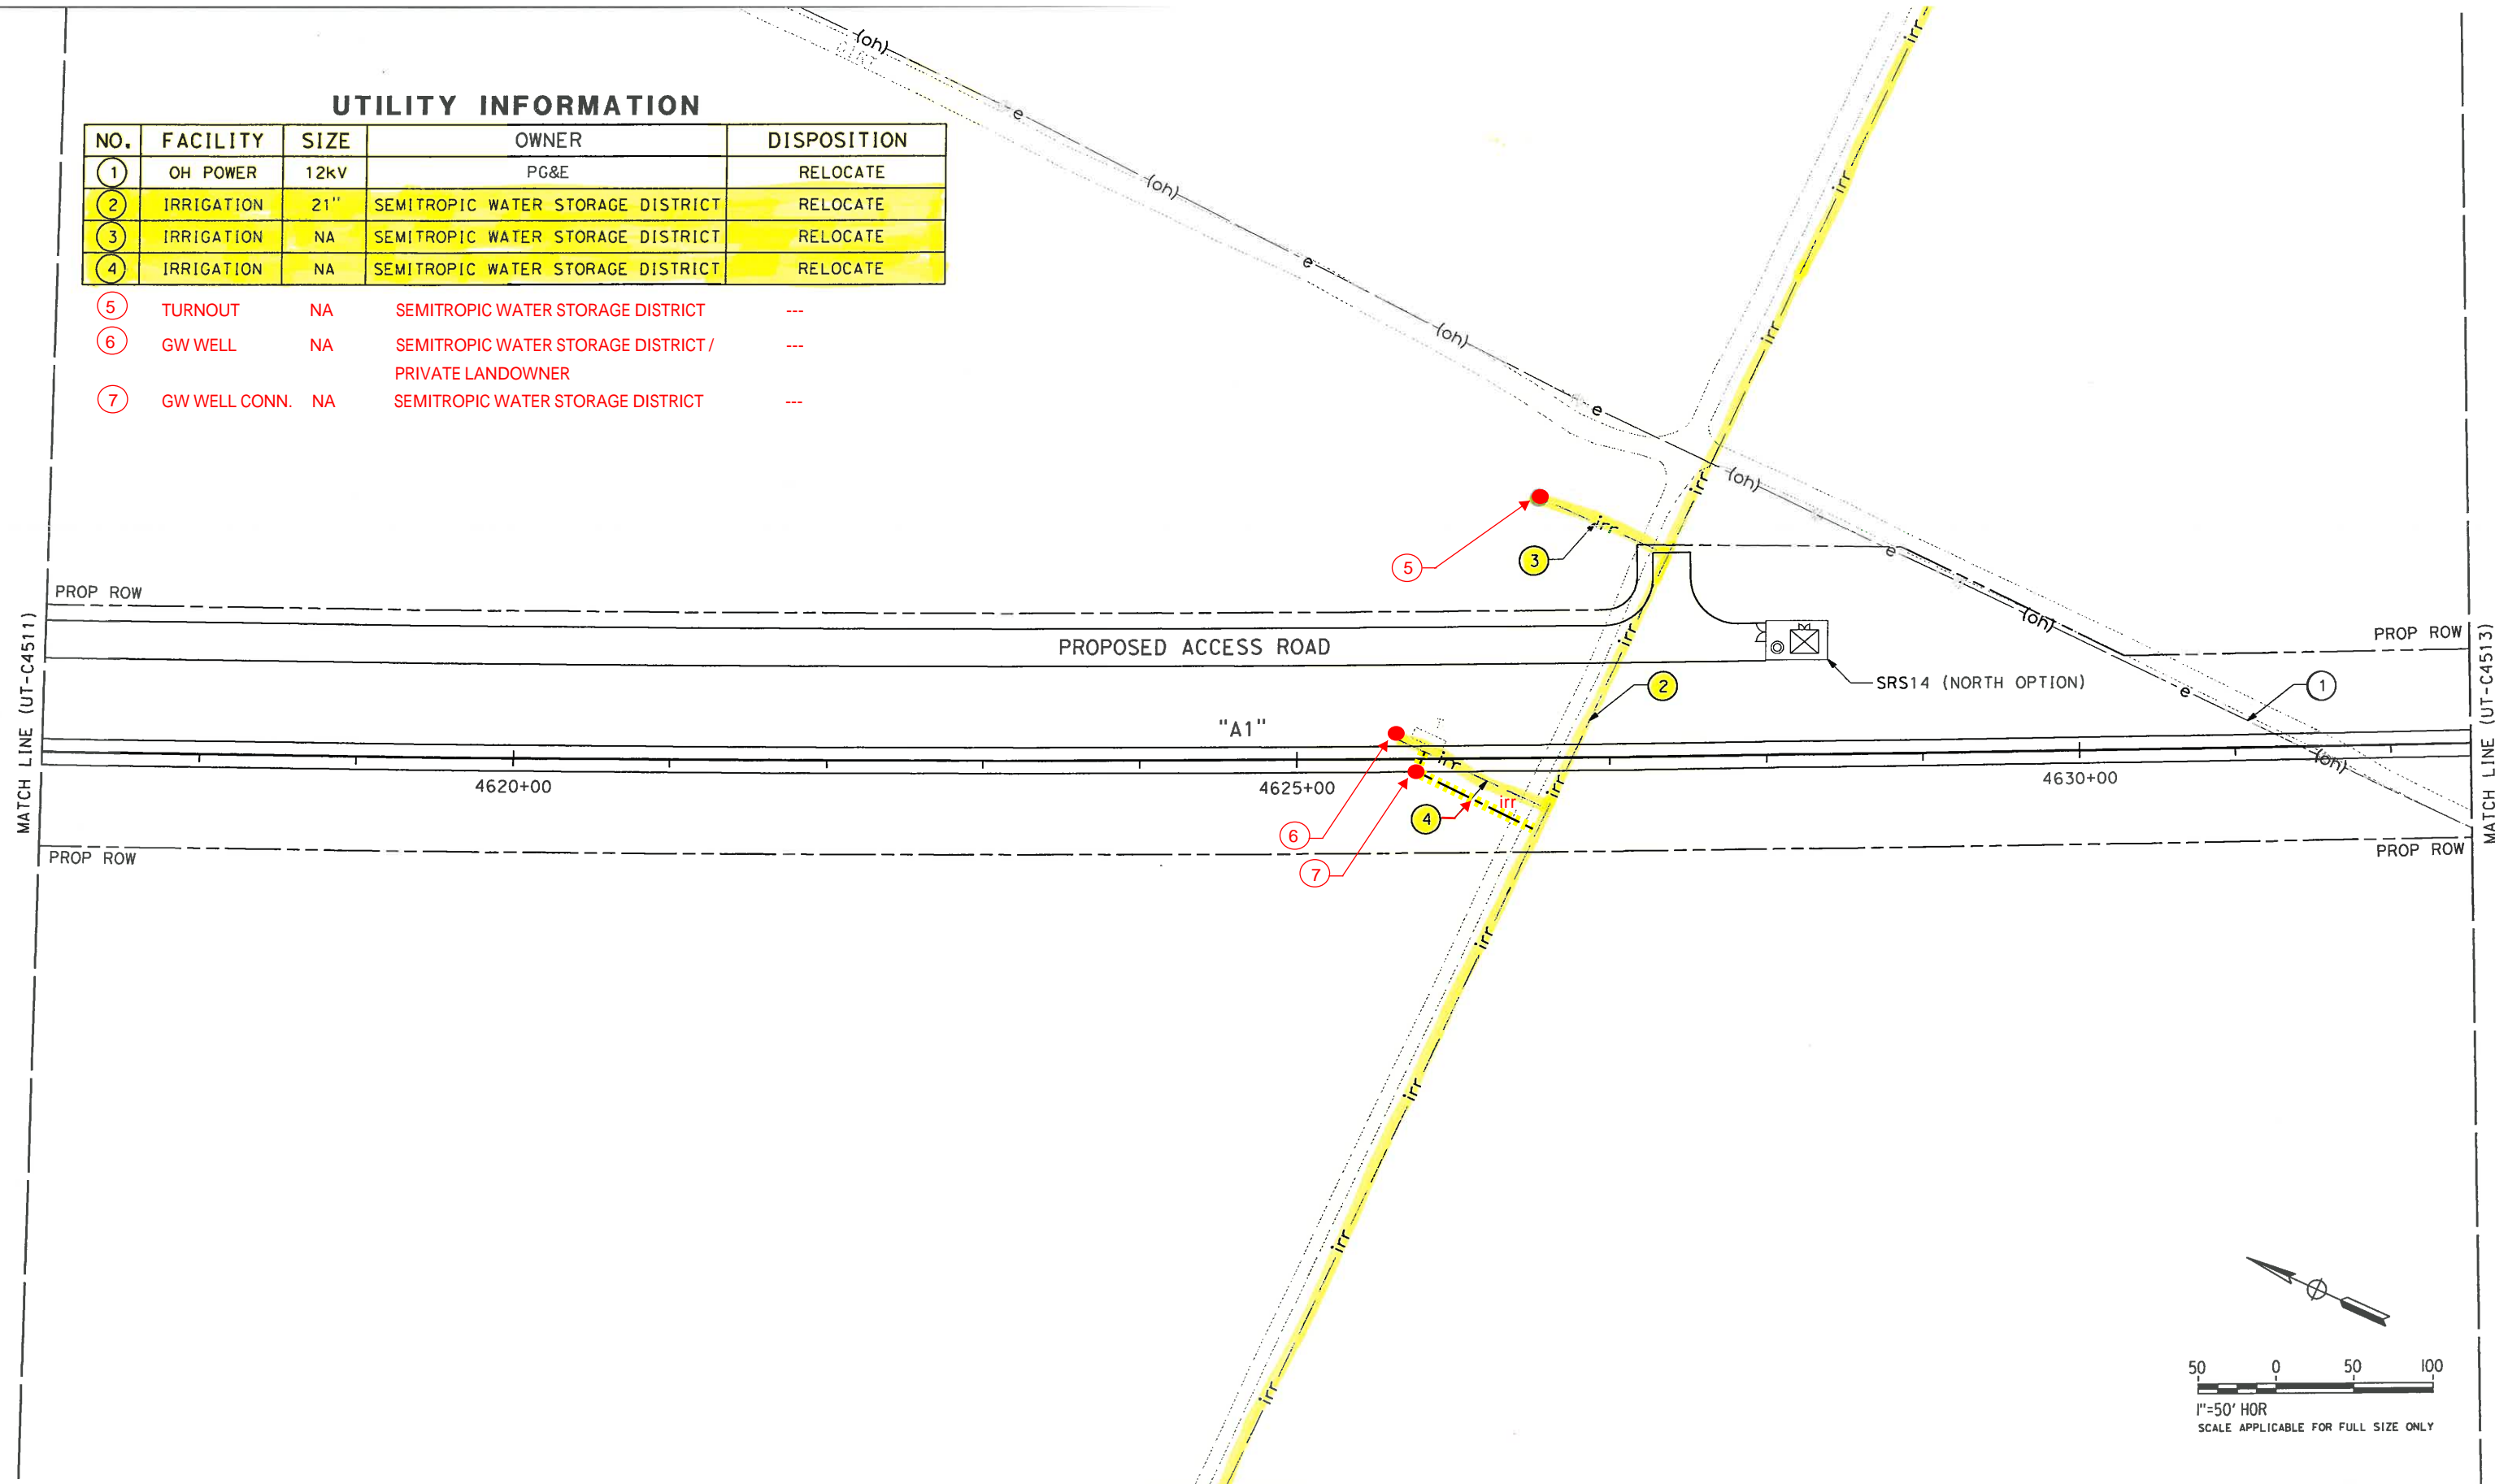 UTILITY INFORMATION
NO. FACILITY SIZE OWNER DISPOSITION
1 OH POWER 12kV PG&E RELOCATE
2 IRRIGATION 21" SEMITROPIC WATER STORAGE DISTRICT RELOCATE
3 IRRIGATION NA SEMITROPIC WATER STORAGE DISTRICT RELOCATE
4 IRRIGATION NA SEMITROPIC WATER STORAGE DISTRICT RELOCATE
5 TURNOUT NA SEMITROPIC WATER STORAGE DISTRICT ---
6 GW WELL NA SEMITROPIC WATER STORAGE DISTRICT / ---
PRIVATE LANDOWNER
7 GW WELL CONN. NA SEMITROPIC WATER STORAGE DISTRICT ---
(oh)
DIRT
e
(oh)
e
(oh)
e
(oh)
e
(oh)
e
(oh)
irr
irr
irr
irr
irr
3
5
PROP ROW
PROPOSED ACCESS ROAD
irr
PROP ROW
SRS14 (NORTH OPTION)
2
1
MATCH LINE (UT-C4511)
MATCH LINE (UT-C4513)
"A1"
irr
irr
irr
4620+00
4625+00
4630+00
4
6
7
PROP ROW
PROP ROW
irr
irr
irr
irr
50 0 50 100
1"=50' HOR
SCALE APPLICABLE FOR FULL SIZE ONLY